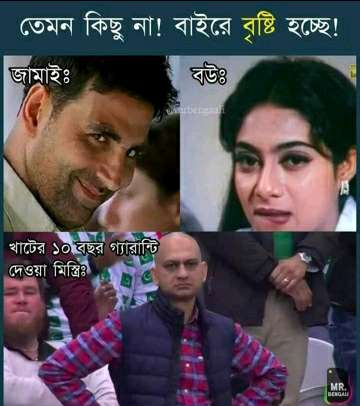 তেমন কিছু না! বাইরে বৃষ্টি হচ্ছে!
জামাইঃ
বউঃ
খাটের ১০ বছর গ্যারান্টি
দেওয়া মিস্ত্রিঃ
MR.
BENGALI